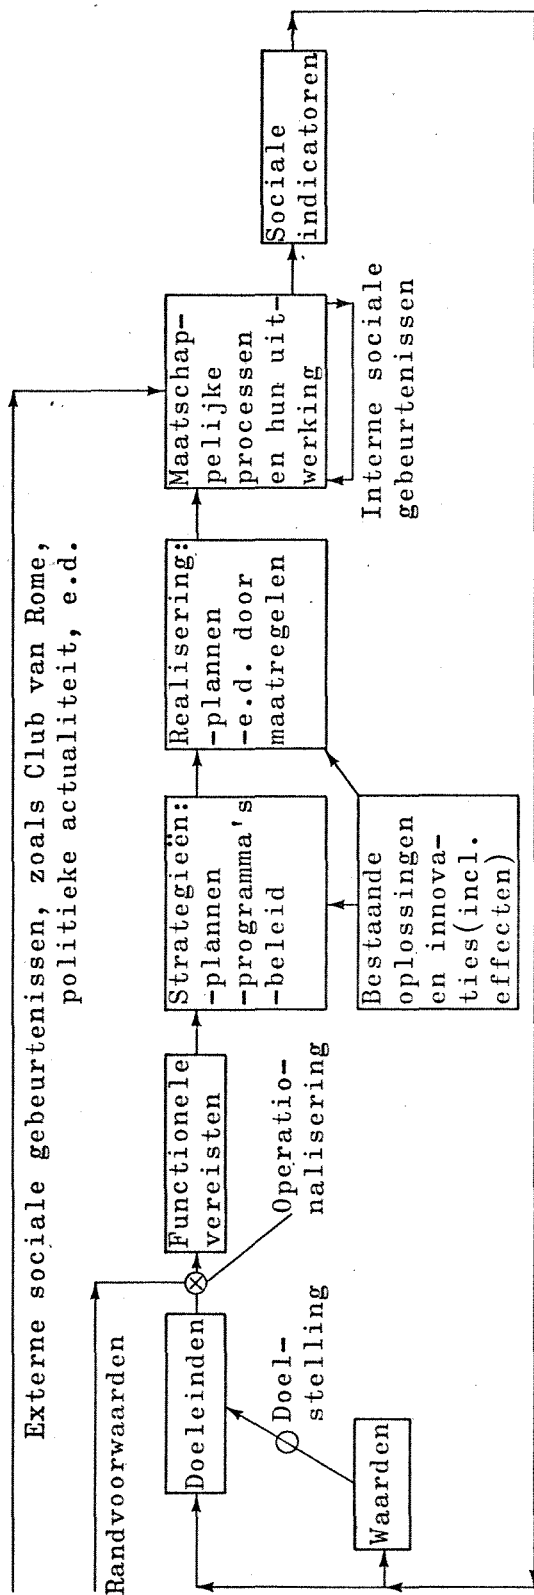 Externe sociale gebeurtenissen, zoals Club van Rome,
politieke actualiteit, e.d.
Randvoorwaarden
Doeleinden
Functionele
vereisten
Strategieën:
-plannen
-programma's
-beleid
Realisering:
-plannen
-e.d. door
maatregelen
Maatschap-
pelijke
processen
en hun uit-
werking
Sociale
indicatoren
Doel-
stelling
Operatio-
nalisering
Waarden
Bestaande
oplossingen
en innova-
ties(incl.
effecten)
Interne sociale
gebeurtenissen